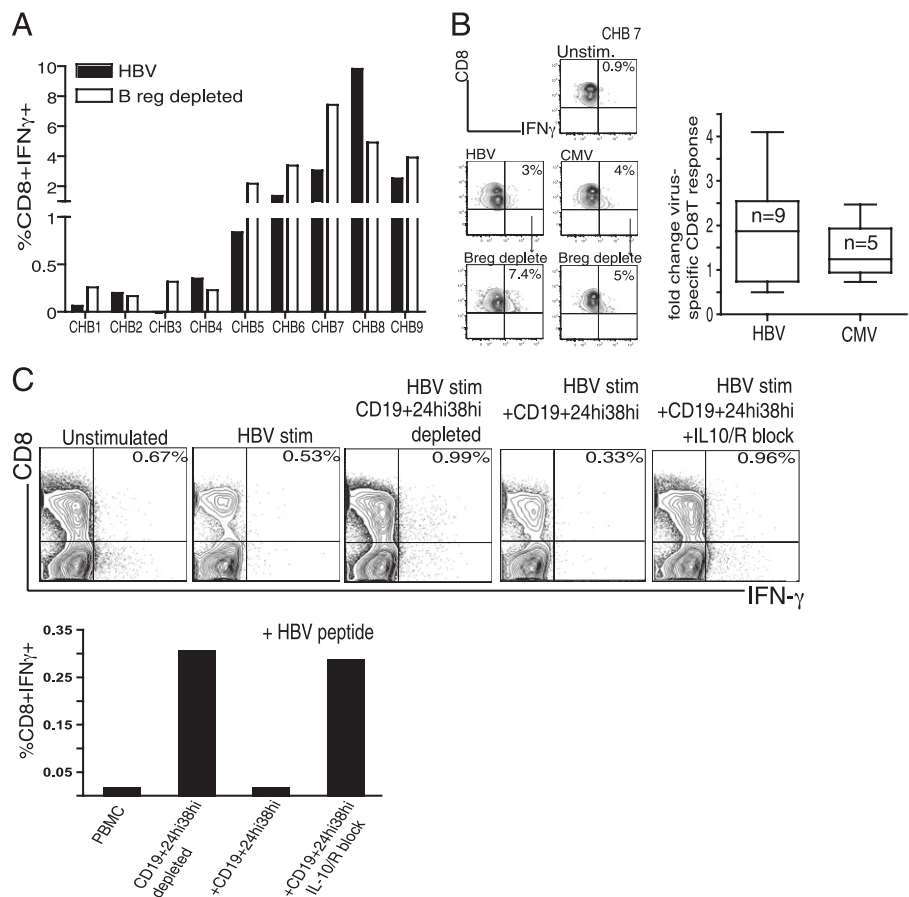 A
%CD8+IFNγ+
10
8
6
4
2
1
0.5
0
HBV
B reg depleted
CHB1 CHB2 CHB3 CHB4 CHB5 CHB6 CHB7 CHB8 CHB9
B
CHB 7
Unstim.
CD8
0.9%
IFNγ
HBV
3%
CMV
4%
Breg deplete
7.4%
Breg deplete
5%
fold change virus-
specific CD8T response
4
3
2
1
0
n=9
n=5
HBV
CMV
C
CD8
Unstimulated
0.67%
HBV stim
0.53%
HBV stim
CD19+24hi38hi
depleted
0.99%
HBV stim
+CD19+24hi38hi
0.33%
HBV stim
+CD19+24hi38hi
+IL10/R block
0.96%
IFN-γ
+ HBV peptide
%CD8+IFNγ+
0.35
0.25
0.15
0.05
PBMC
CD19+24hi38hi
depleted
+CD19+24hi38hi
+CD19+24hi38hi
IL-10/R block